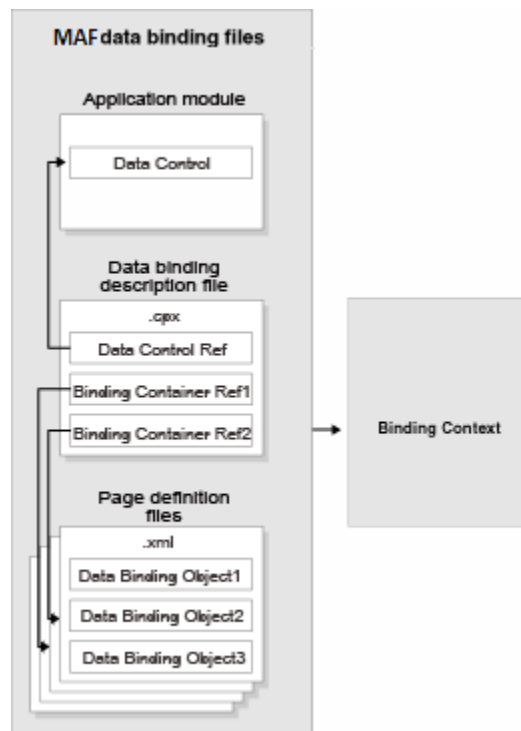 MAF data binding files
Application module
Data Control
Data binding
description file
.cpx
Data Control Ref
Binding Container Ref1
Binding Container Ref2
Binding Context
Page definition
files
.xml
Data Binding Object1
Data Binding Object2
Data Binding Object3